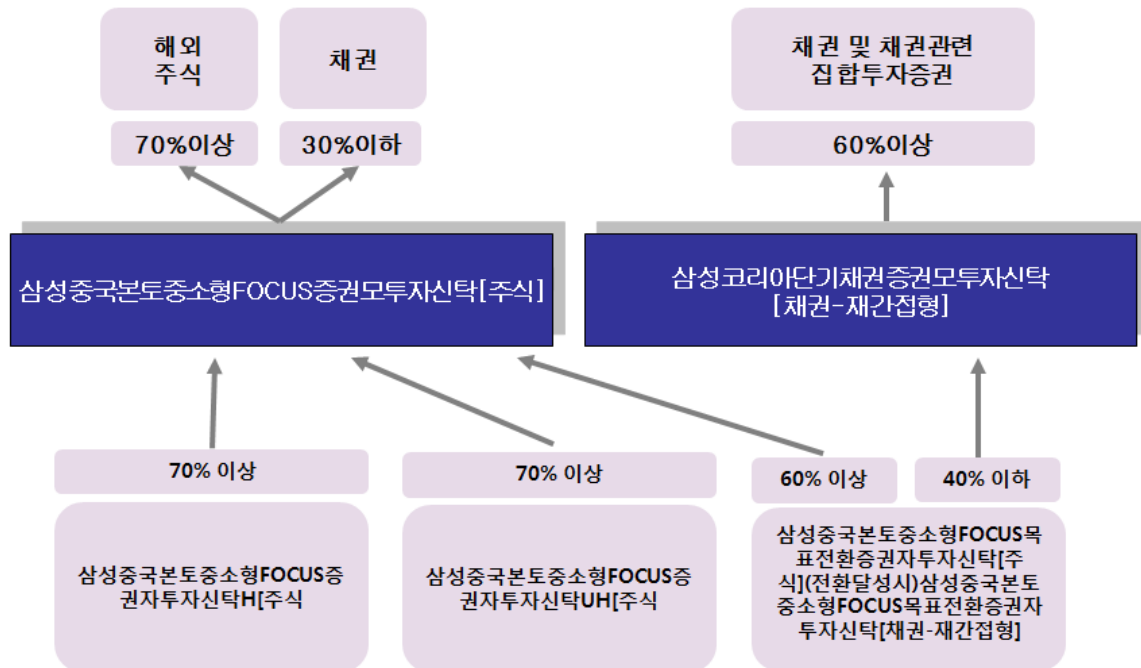 해외
주식
채권
채권 및 채권관련
집합투자증권
70%이상
30%이하
60%이상
삼성중국본토중소형FOCUS증권모투자신탁[주식]
삼성코리아단기채권증권모투자신탁
[채권-재간접형]
70% 이상
70% 이상
60% 이상
40% 이하
삼성중국본토중소형FOCUS증
권자투자신탁H[주식
삼성중국본토중소형FOCUS증
권자투자신탁UH[주식
삼성중국본토중소형FOCUS목
표전환증권자투자신탁[주
식](전환달성시)삼성중국본토
중소형FOCUS목표전환증권자
투자신탁[채권-재간접형]